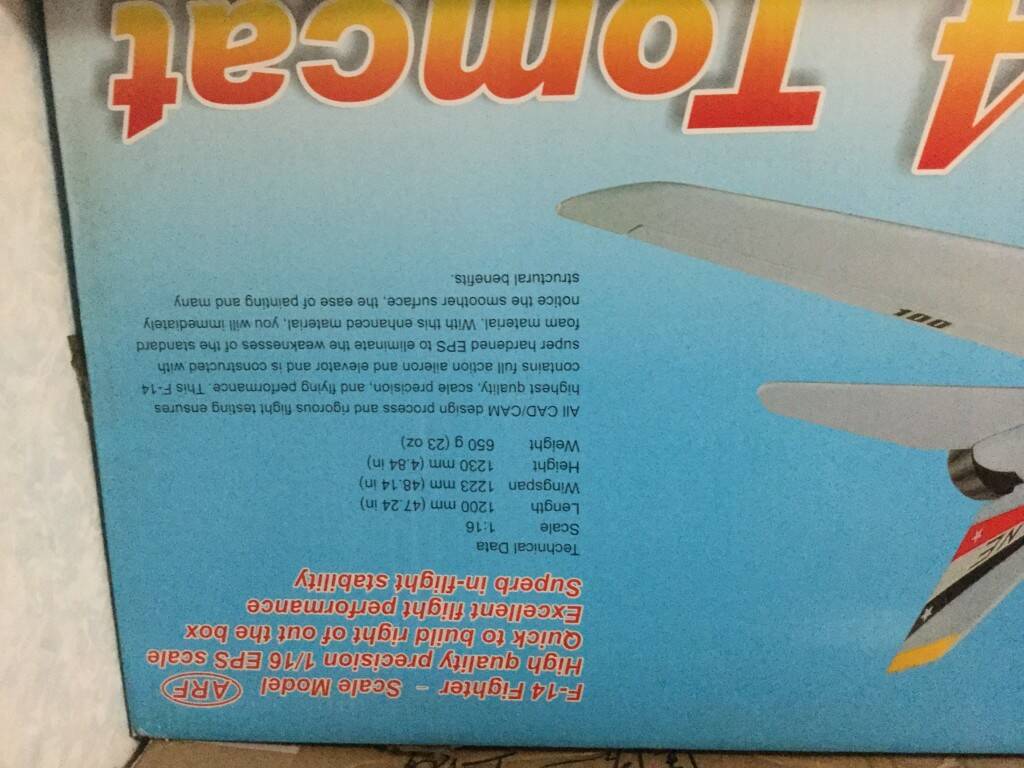 F-14 Fighter - Scale Model ARF
High quality precision 1/16 EPS scale
Quick to build right of out the box
Excellent flight performance
Superb in-flight stability
Technical Data
Scale 1:16
Length 1200 mm (47.24 in)
Wingspan 1223 mm (48.14 in)
Height 1230 mm (4.84 in)
Weight 650 g (23 oz)
All CAD/CAM design process and rigorous flight testing ensures
highest quality, scale precision, and flying performance. This F-14
contains full action aileron and elevator and is constructed with
super hardened EPS to eliminate the weaknesses of the standard
foam material. With this enhanced material, you will immediately
notice the smoother surface, the ease of painting and many
structural benefits.
NE
100
4 Tomcat